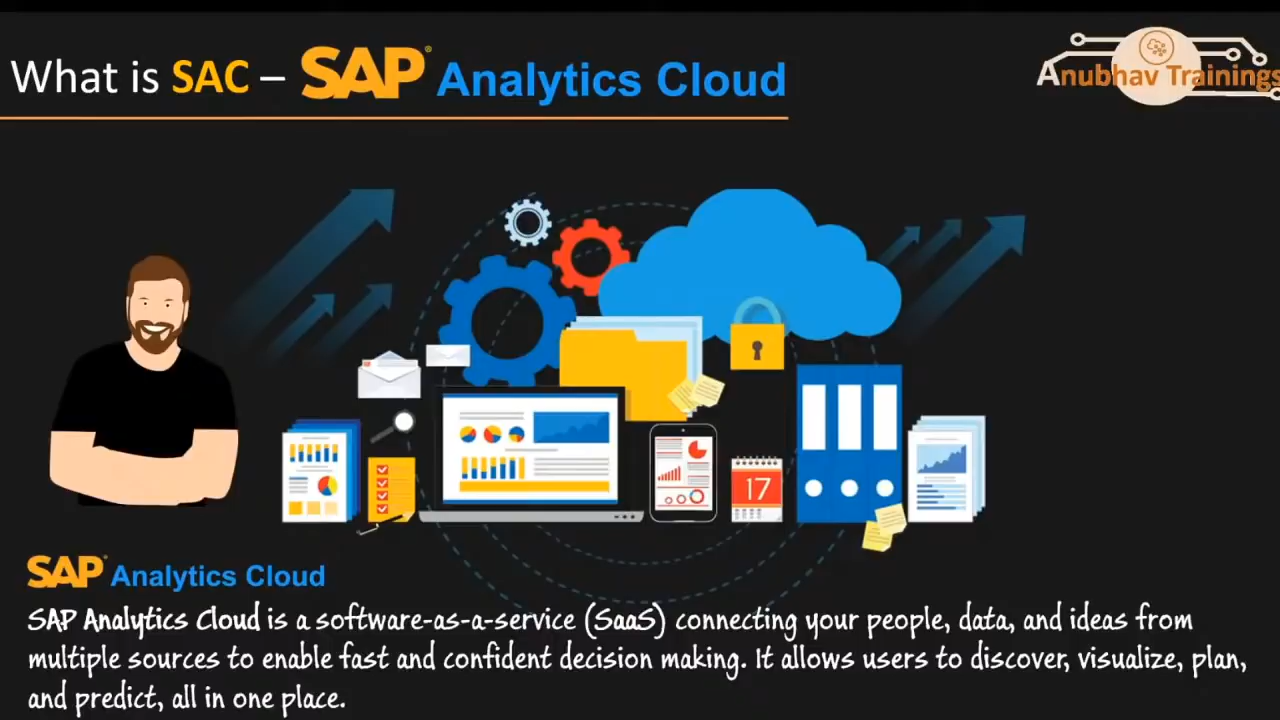 What is SAC – SAP® Analytics Cloud
Anubhav Trainings
17
SAP® Analytics Cloud
SAP Analytics Cloud is a software-as-a-service (SaaS) connecting your people, data, and ideas from
multiple sources to enable fast and confident decision making. It allows users to discover, visualize, plan,
and predict, all in one place.